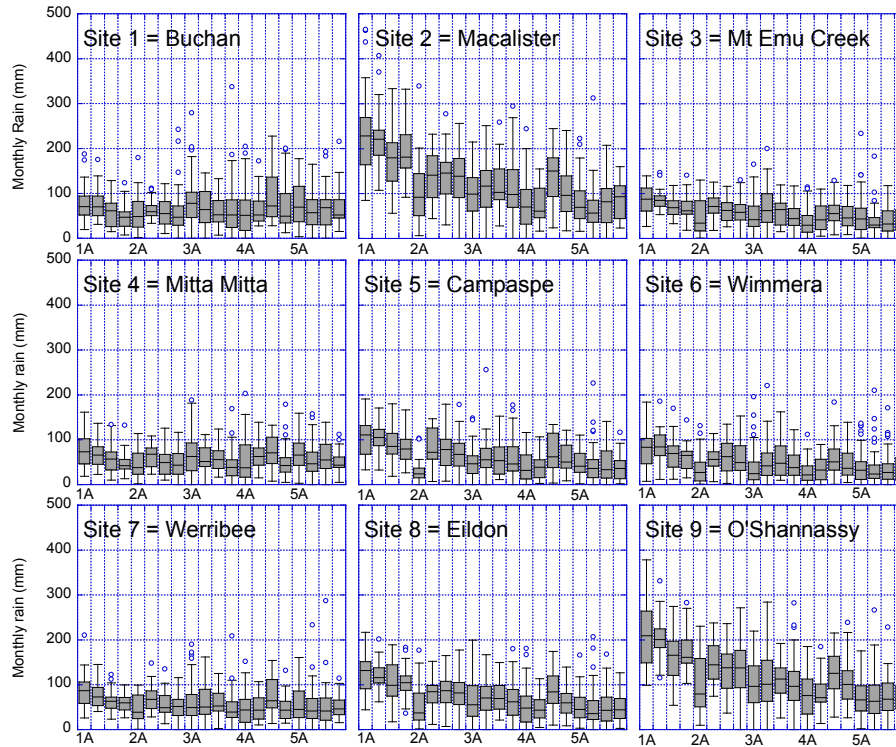 500
400
300
200
100
0
Monthly Rain (mm)
Site 1 = Buchan
Site 2 = Macalister
Site 3 = Mt Emu Creek
1A 2A 3A 4A 5A
1A 2A 3A 4A 5A
1A 2A 3A 4A 5A
500
400
300
200
100
0
Monthly rain (mm)
Site 4 = Mitta Mitta
Site 5 = Campaspe
Site 6 = Wimmera
1A 2A 3A 4A 5A
1A 2A 3A 4A 5A
1A 2A 3A 4A 5A
500
400
300
200
100
0
Monthly rain (mm)
Site 7 = Werribee
Site 8 = Eildon
Site 9 = O'Shannassy
1A 2A 3A 4A 5A
1A 2A 3A 4A 5A
1A 2A 3A 4A 5A